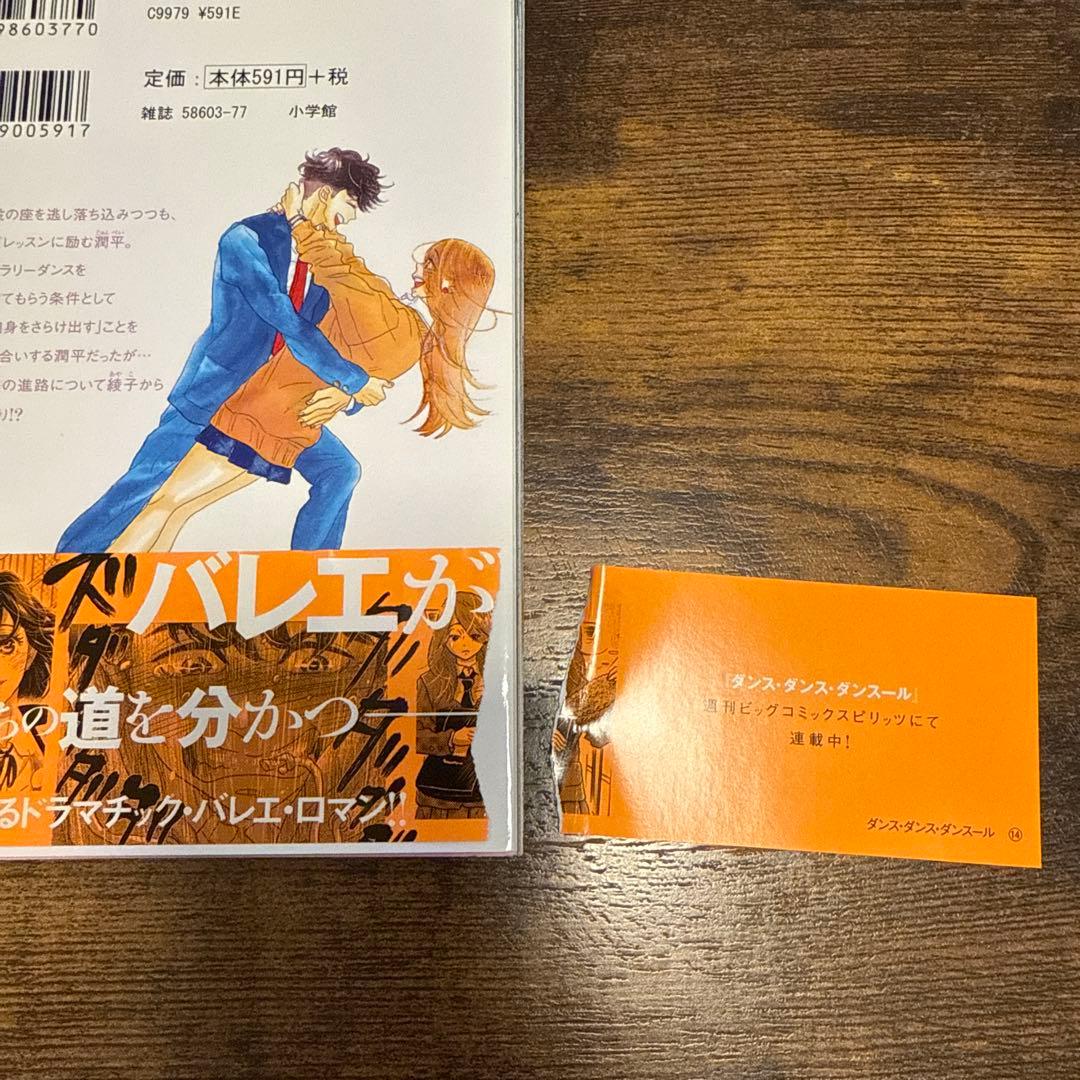 C9979 ¥591E
98603770
定価：本体591円＋税
9005917
雑誌 58603-77 小学館
の座を逃し落ち込みつつも、
レッスンに励む潤平。
ラリーダンスを
てもらう条件として
身をさらけ出す」ことを
合いする潤平だったが…
の進路について綾子から
り!?
ズ
バレエが
ちの道を分かつ──
るドラマチック・バレエ・ロマン!!
『ダンス・ダンス・ダンスール』
週刊ビッグコミックスピリッツにて
連載中！
ダンス・ダンス・ダンスール ⑭